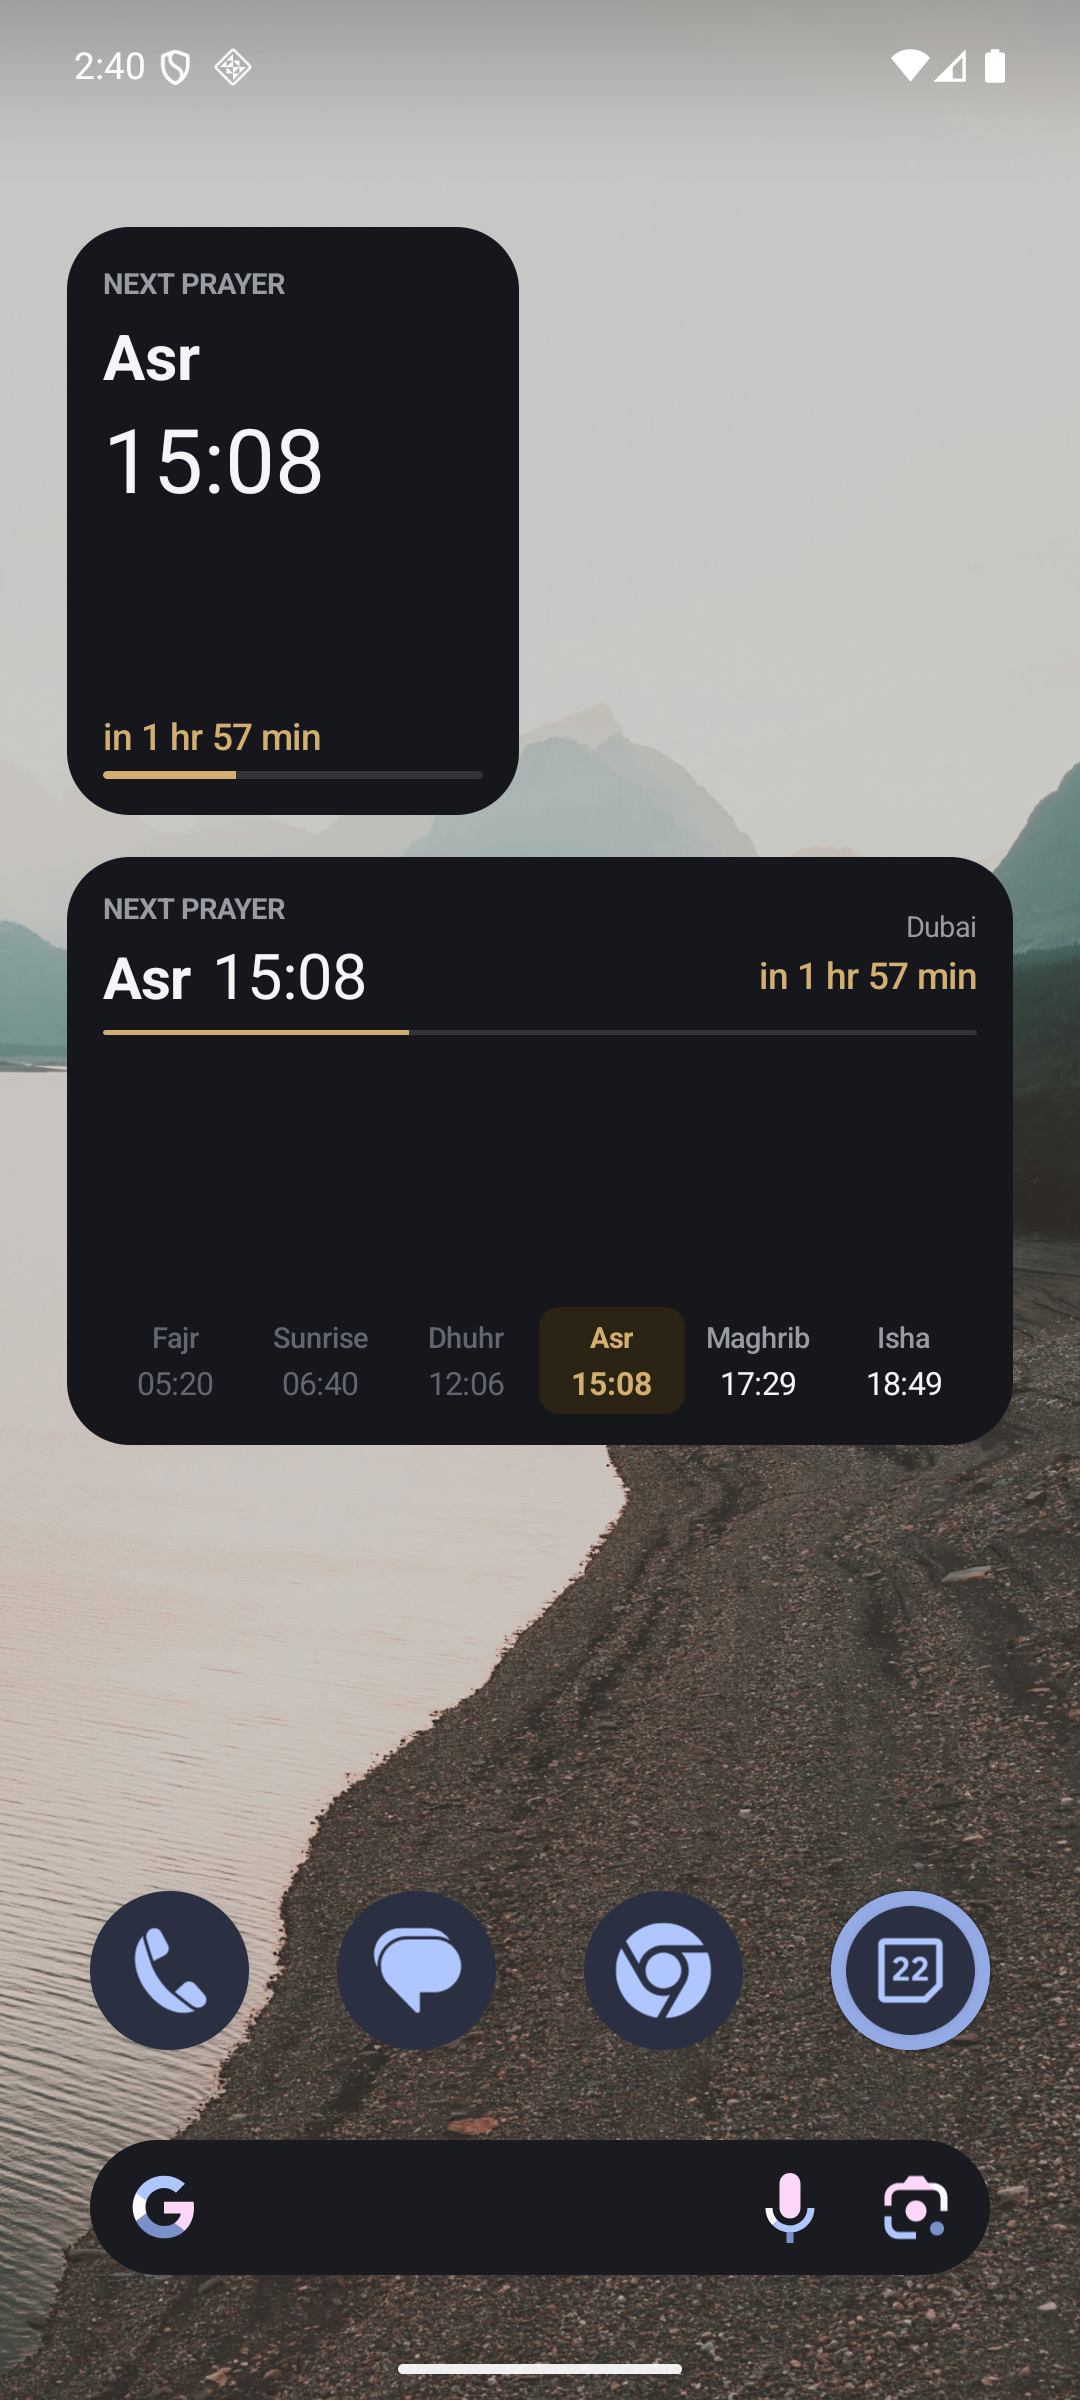 2:40
NEXT PRAYER
Asr
15:08
in 1 hr 57 min
NEXT PRAYER
Dubai
Asr 15:08
in 1 hr 57 min
Fajr Sunrise Dhuhr Asr Maghrib Isha
05:20 06:40 12:06 15:08 17:29 18:49
22